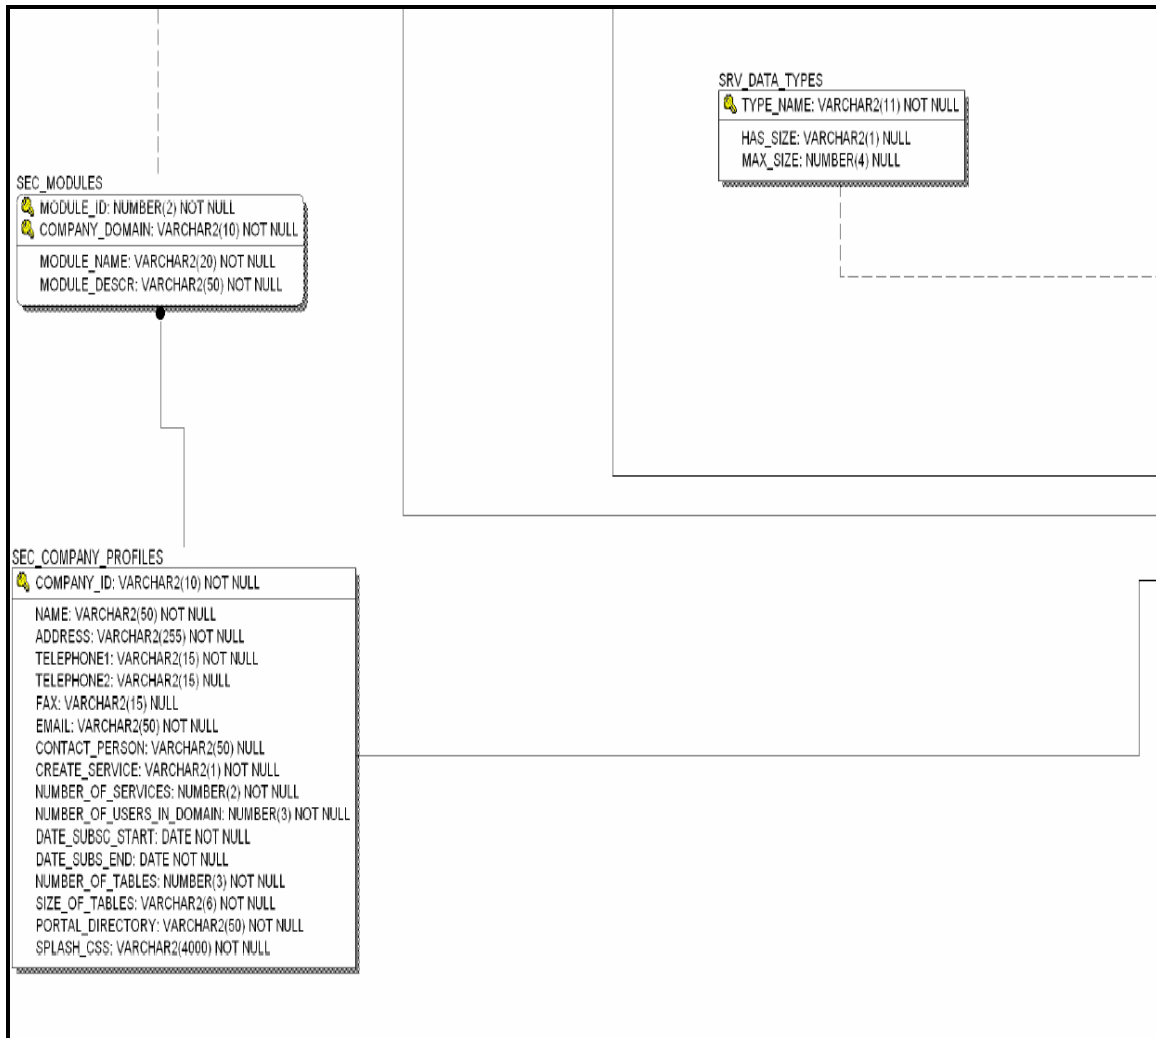 SRV_DATA_TYPES
TYPE_NAME: VARCHAR2(11) NOT NULL
HAS_SIZE: VARCHAR2(1) NULL
MAX_SIZE: NUMBER(4) NULL
SEC_MODULES
MODULE_ID: NUMBER(2) NOT NULL
COMPANY_DOMAIN: VARCHAR2(10) NOT NULL
MODULE_NAME: VARCHAR2(20) NOT NULL
MODULE_DESCR: VARCHAR2(50) NOT NULL
SEC_COMPANY_PROFILES
COMPANY_ID: VARCHAR2(10) NOT NULL
NAME: VARCHAR2(50) NOT NULL
ADDRESS: VARCHAR2(255) NOT NULL
TELEPHONE1: VARCHAR2(15) NOT NULL
TELEPHONE2: VARCHAR2(15) NULL
FAX: VARCHAR2(15) NULL
EMAIL: VARCHAR2(50) NOT NULL
CONTACT_PERSON: VARCHAR2(50) NULL
CREATE_SERVICE: VARCHAR2(1) NOT NULL
NUMBER_OF_SERVICES: NUMBER(2) NOT NULL
NUMBER_OF_USERS_IN_DOMAIN: NUMBER(3) NOT NULL
DATE_SUBSC_START: DATE NOT NULL
DATE_SUBS_END: DATE NOT NULL
NUMBER_OF_TABLES: NUMBER(3) NOT NULL
SIZE_OF_TABLES: VARCHAR2(6) NOT NULL
PORTAL_DIRECTORY: VARCHAR2(50) NOT NULL
SPLASH_CSS: VARCHAR2(4000) NOT NULL